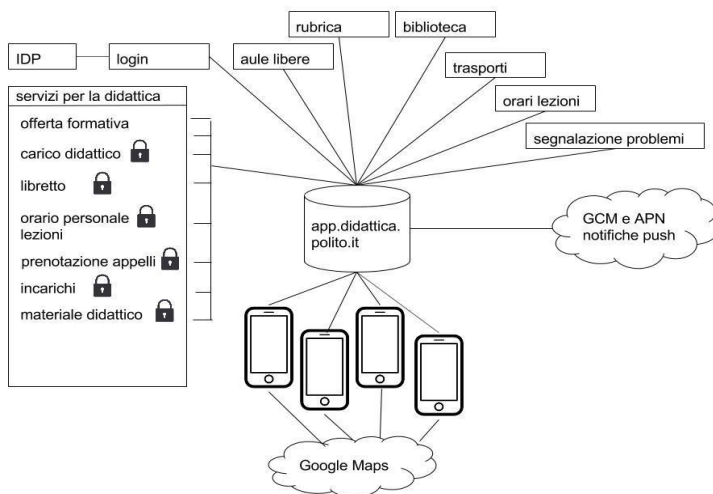 rubrica
biblioteca
IDP
login
aule libere
trasporti
servizi per la didattica
orari lezioni
offerta formativa
segnalazione problemi
carico didattico
libretto
app.didattica.
polito.it
GCM e APN
notifiche push
orario personale
lezioni
prenotazione appelli
incarichi
materiale didattico
Google Maps